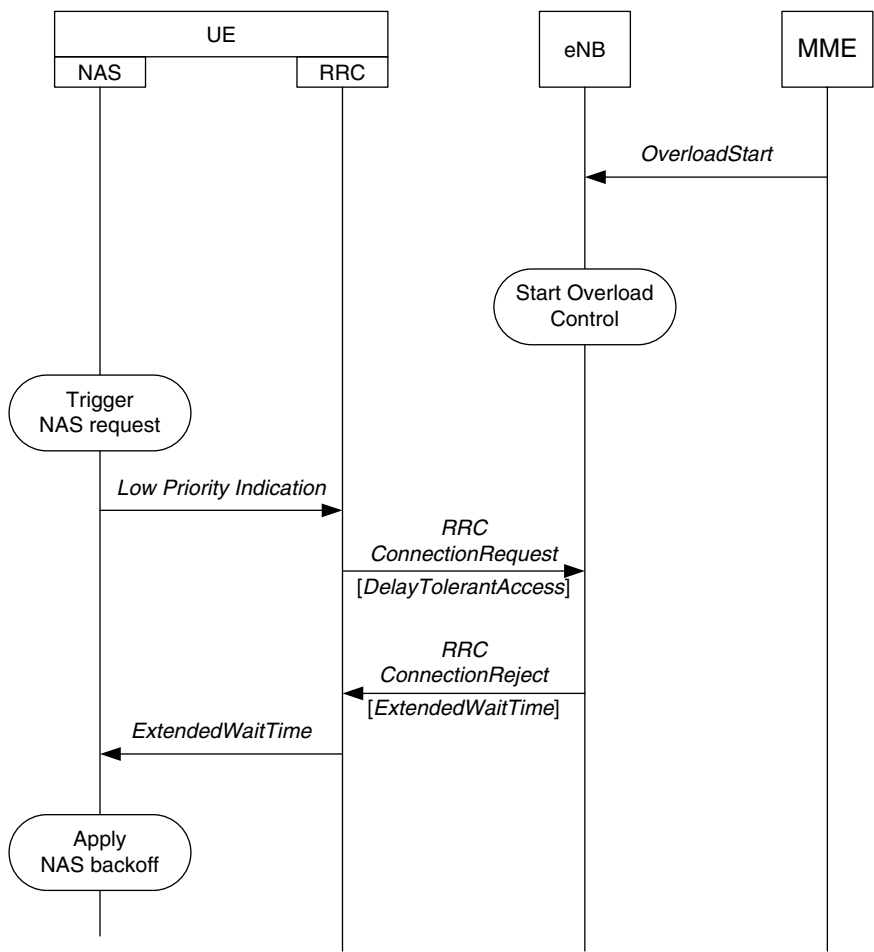 UE
NAS
RRC
eNB
MME
OverloadStart
Start Overload
Control
Trigger
NAS request
Low Priority Indication
RRC
ConnectionRequest
[DelayTolerantAccess]
RRC
ConnectionReject
[ExtendedWaitTime]
ExtendedWaitTime
Apply
NAS backoff